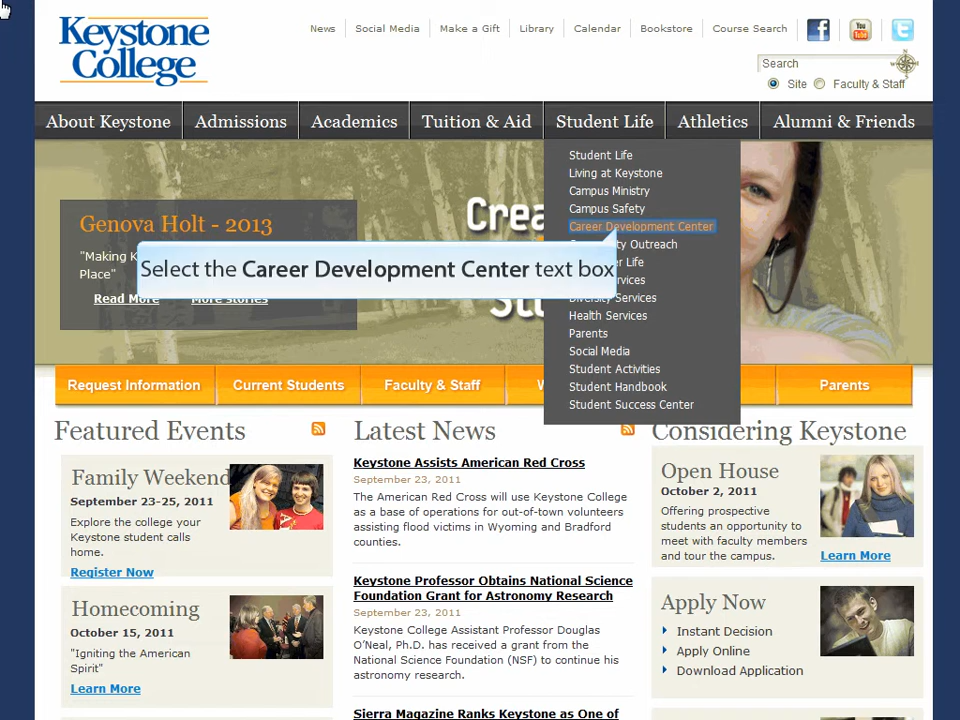 Keystone
College
News
Social Media
Make a Gift
Library
Calendar
Bookstore
Course Search
You
Tube
Search
Site
Faculty & Staff
About Keystone
Admissions
Academics
Tuition & Aid
Student Life
Athletics
Alumni & Friends
Student Life
Living at Keystone
Campus Ministry
Campus Safety
Career Development Center
Outreach
Life
Diversity Services
Health Services
Parents
Social Media
Student Activities
Student Handbook
Student Success Center
Genova Holt - 2013
"Making
Place"
Read More
More Stories
Select the Career Development Center text box
Request Information
Current Students
Faculty & Staff
Parents
Featured Events
Family Weekend
September 23-25, 2011
Explore the college your
Keystone student calls
home.
Register Now
Homecoming
October 15, 2011
"Igniting the American
Spirit"
Learn More
Latest News
Keystone Assists American Red Cross
September 23, 2011
The American Red Cross will use Keystone College
as a base of operations for out-of-town volunteers
assisting flood victims in Wyoming and Bradford
counties.
Keystone Professor Obtains National Science
Foundation Grant for Astronomy Research
September 23, 2011
Keystone College Assistant Professor Douglas
O'Neal, Ph.D. has received a grant from the
National Science Foundation (NSF) to continue his
astronomy research.
Sierra Magazine Ranks Keystone as One of
Considering Keystone
Open House
October 2, 2011
Offering prospective
students an opportunity to
meet with faculty members
and tour the campus.
Learn More
Apply Now
Instant Decision
Apply Online
Download Application